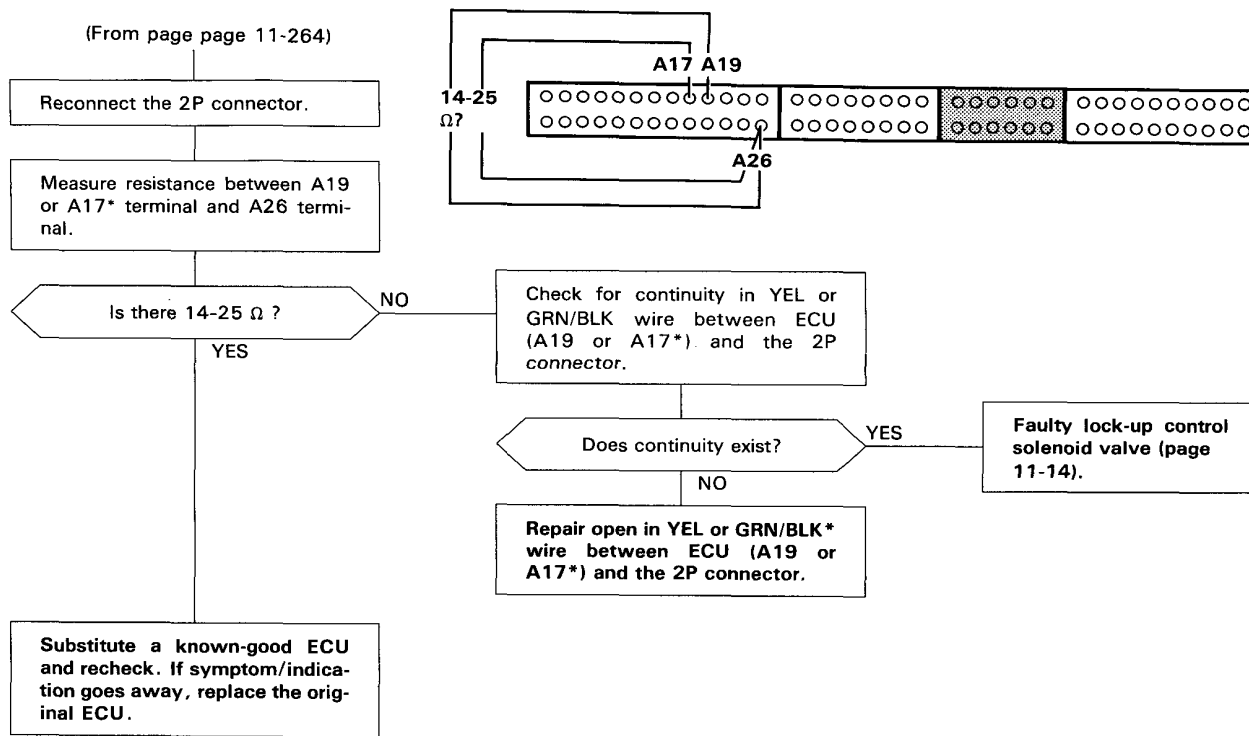 (From page page 11-264)
Reconnect the 2P connector.
Measure resistance between A19
or A17* terminal and A26 termi-
nal.
Is there 14-25 Ω ?
NO
YES
Check for continuity in YEL or
GRN/BLK wire between ECU
(A19 or A17*) and the 2P
connector.
Does continuity exist?
YES
NO
Faulty lock-up control
solenoid valve (page
11-14).
Repair open in YEL or GRN/BLK*
wire between ECU (A19 or
A17*) and the 2P connector.
Substitute a known-good ECU
and recheck. If symptom/indica-
tion goes away, replace the orig-
inal ECU.
A17 A19
14-25
Ω?
A26